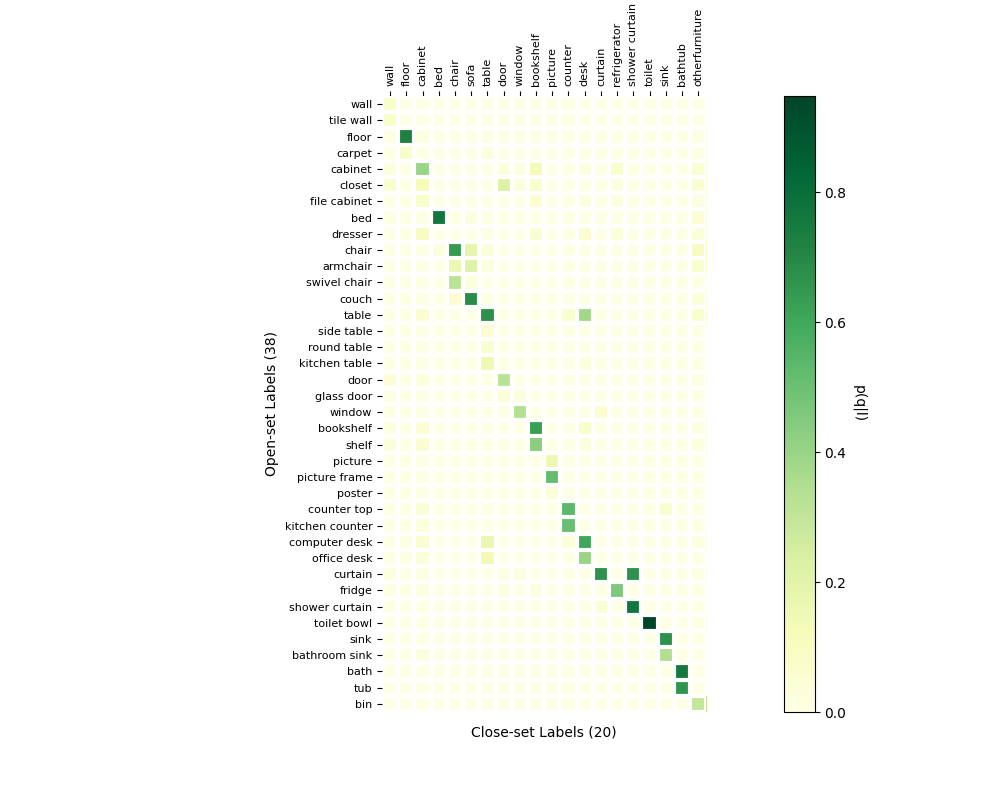 wall
floor
cabinet
bed
chair
sofa
table
door
window
bookshelf
picture
counter
desk
curtain
refrigerator
shower curtain
toilet
sink
bathtub
otherfurniture
wall
tile wall
floor
carpet
cabinet
closet
file cabinet
bed
dresser
chair
armchair
swivel chair
couch
table
side table
round table
kitchen table
door
glass door
window
bookshelf
shelf
picture
picture frame
poster
counter top
kitchen counter
computer desk
office desk
curtain
fridge
shower curtain
toilet bowl
sink
bathroom sink
bath
tub
bin
Open-set Labels (38)
Close-set Labels (20)
0.8
0.6
0.4
0.2
0.0
p(q|l)